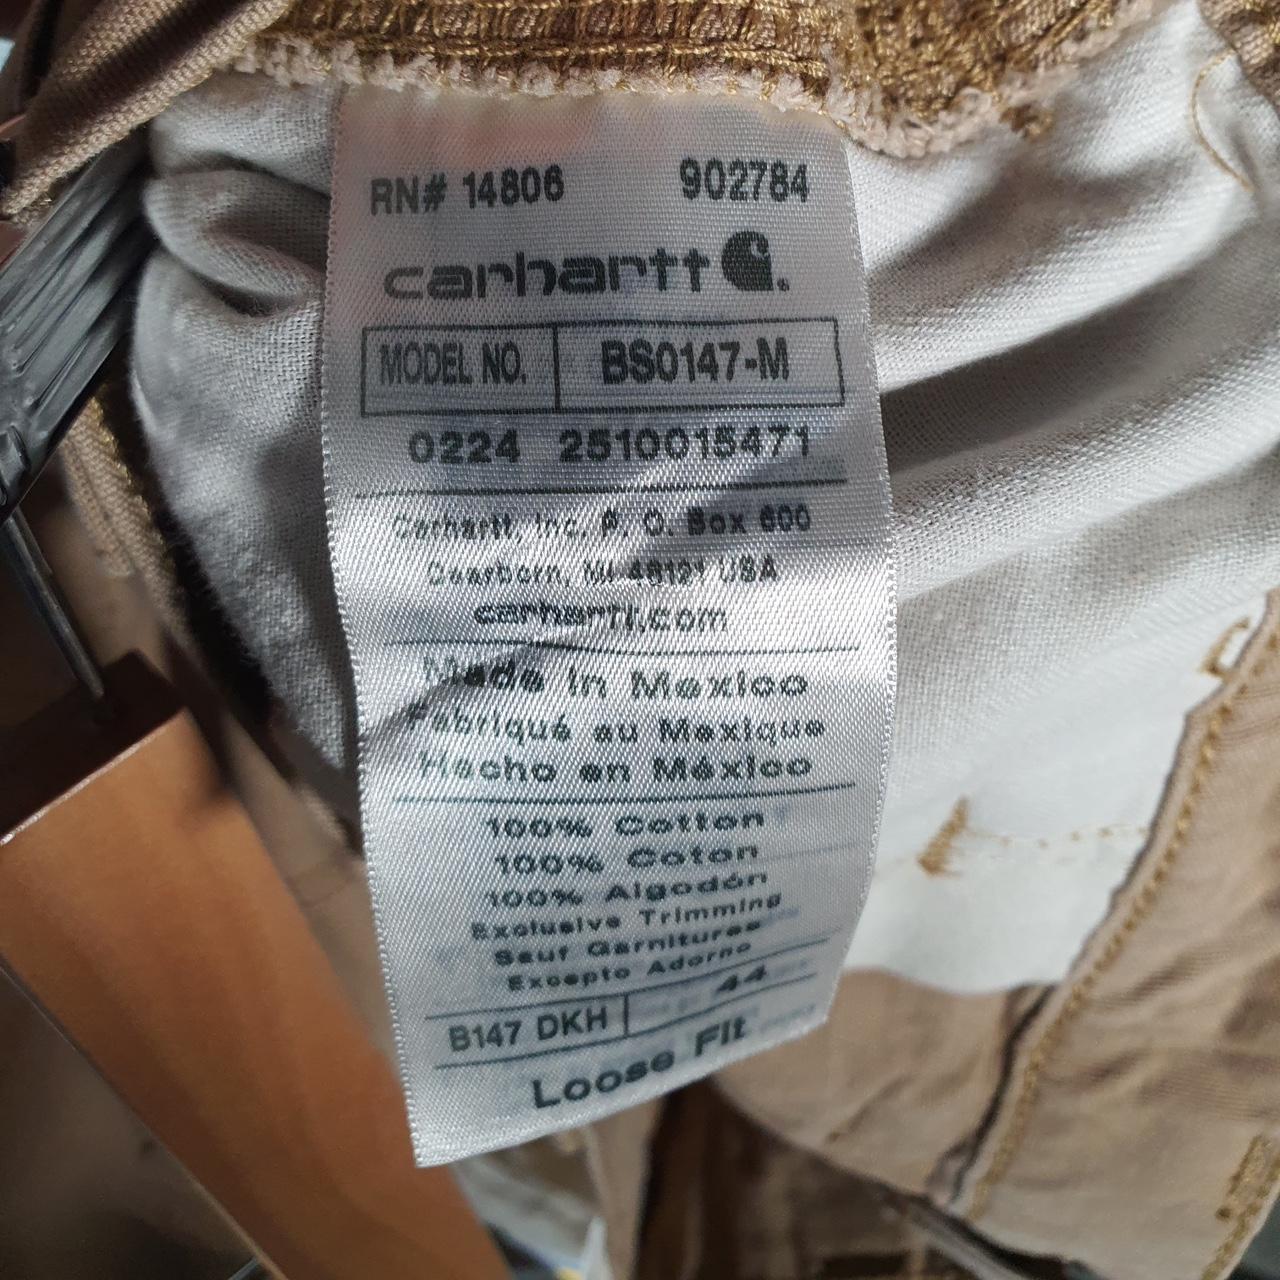 RN# 14806 902784
carhartt
MODEL NO. BS0147-M
0224 2510015471
Carhartt, Inc. P. O. Box 600
Dearborn, MI 48121 USA
carhartt.com
Made in Mexico
Fabriqué au Mexique
Hecho en México
100% Cotton
100% Coton
100% Algodón
Exclusive Trimming
Sauf Garnitures
Excepto Adorno
B147 DKH 44
Loose Fit